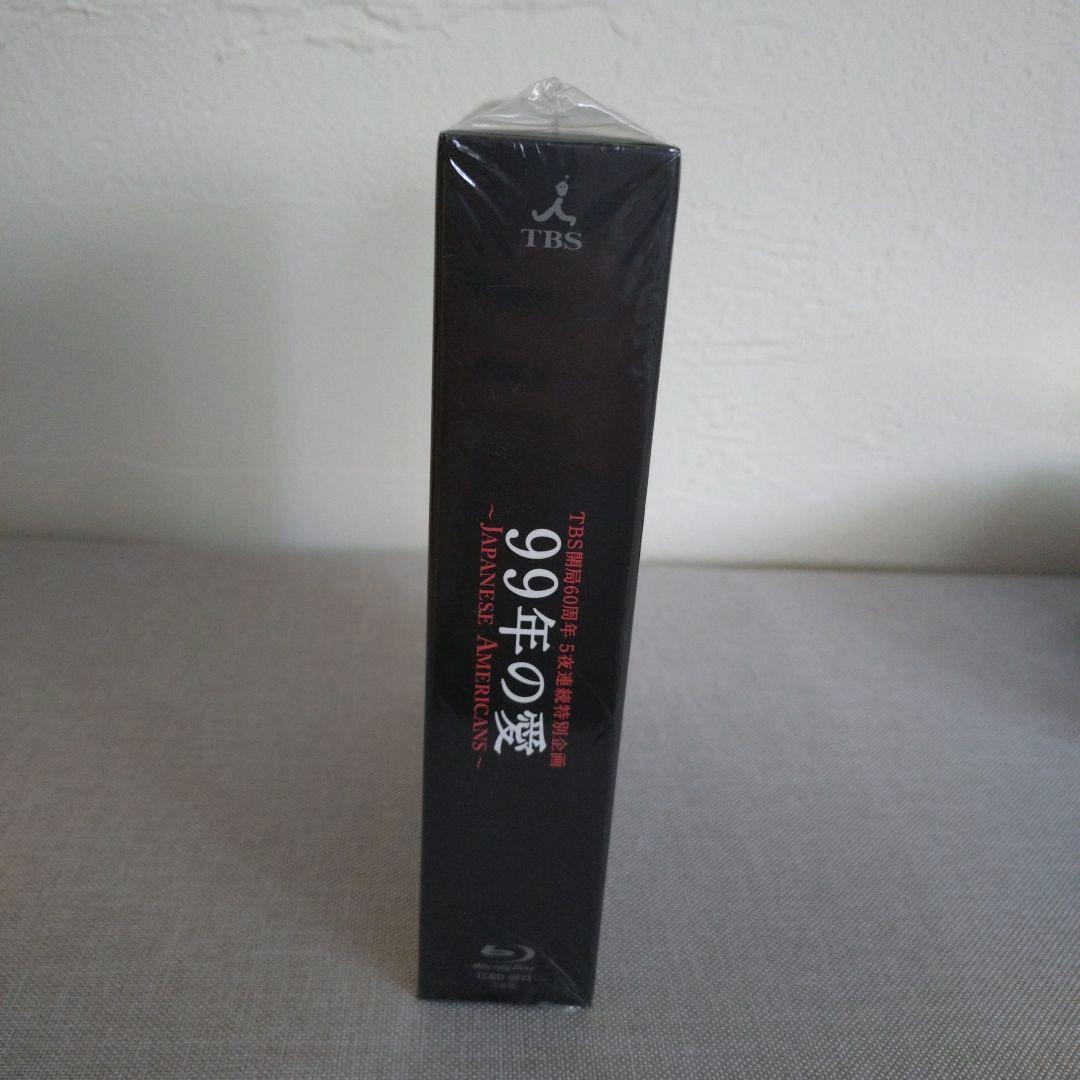 TBS
TBS開局60周年 5夜連続特別企画
99年の愛
～JAPANESE AMERICANS～
Blu-ray Disc